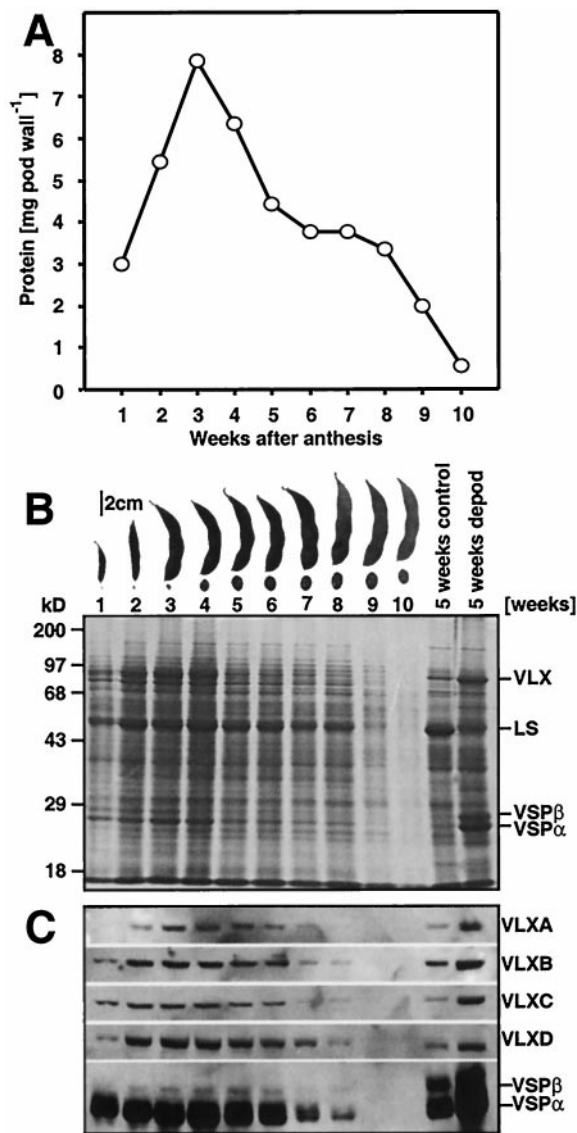 A
Protein [mg pod wall⁻¹]
8
7
6
5
4
3
2
1
0
1 2 3 4 5 6 7 8 9 10
Weeks after anthesis
B
2cm
5 weeks control
5 weeks depod
kD
1 2 3 4 5 6 7 8 9 10
[weeks]
200
97
68
43
29
18
VLX
LS
VSPβ
VSPα
C
VLXA
VLXB
VLXC
VLXD
VSPβ
VSPα